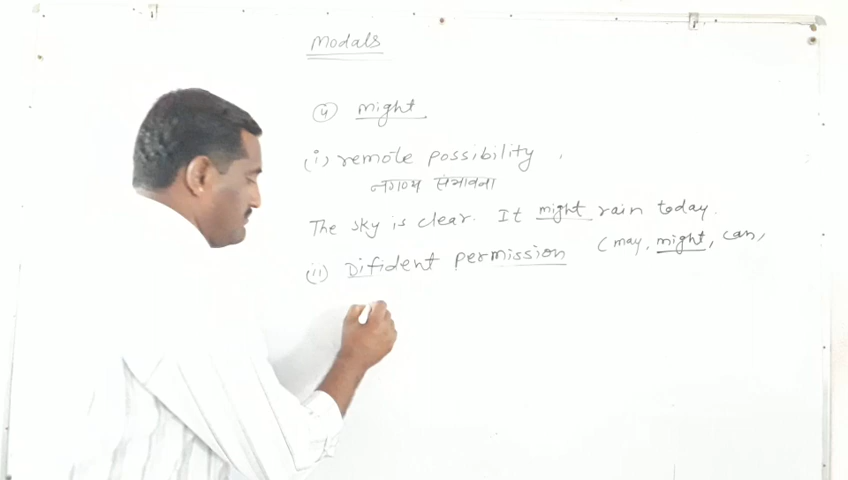 Modals
(4) might
(i) remote possibility .
नगण्य संभावना
The sky is clear. It might rain today.
(ii) Difident permission (may, might, can,